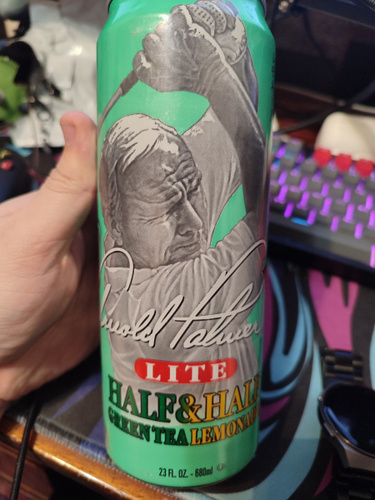 Arnold Palmer
LITE
HALF&HALF
GREEN TEA LEMONADE
23 FL. OZ. - 680ml